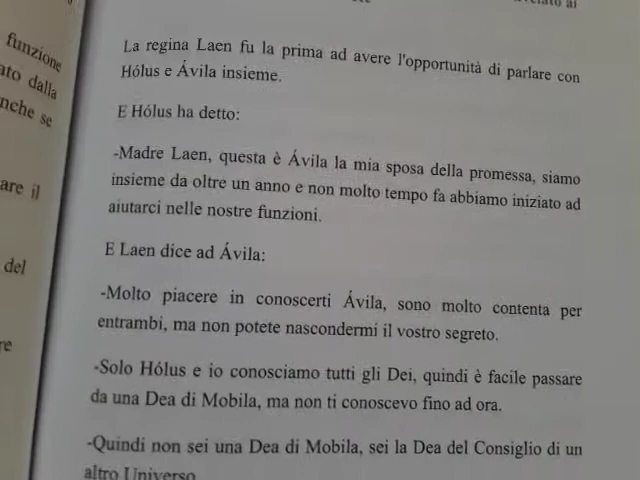 funzione
ato dalla
nche se
are il
del
re
La regina Laen fu la prima ad avere l'opportunità di parlare con
Hólus e Ávila insieme.
E Hólus ha detto:
-Madre Laen, questa è Ávila la mia sposa della promessa, siamo
insieme da oltre un anno e non molto tempo fa abbiamo iniziato ad
aiutarci nelle nostre funzioni.
E Laen dice ad Ávila:
-Molto piacere in conoscerti Ávila, sono molto contenta per
entrambi, ma non potete nascondermi il vostro segreto.
-Solo Hólus e io conosciamo tutti gli Dei, quindi è facile passare
da una Dea di Mobila, ma non ti conoscevo fino ad ora.
-Quindi non sei una Dea di Mobila, sei la Dea del Consiglio di un
altro Universo